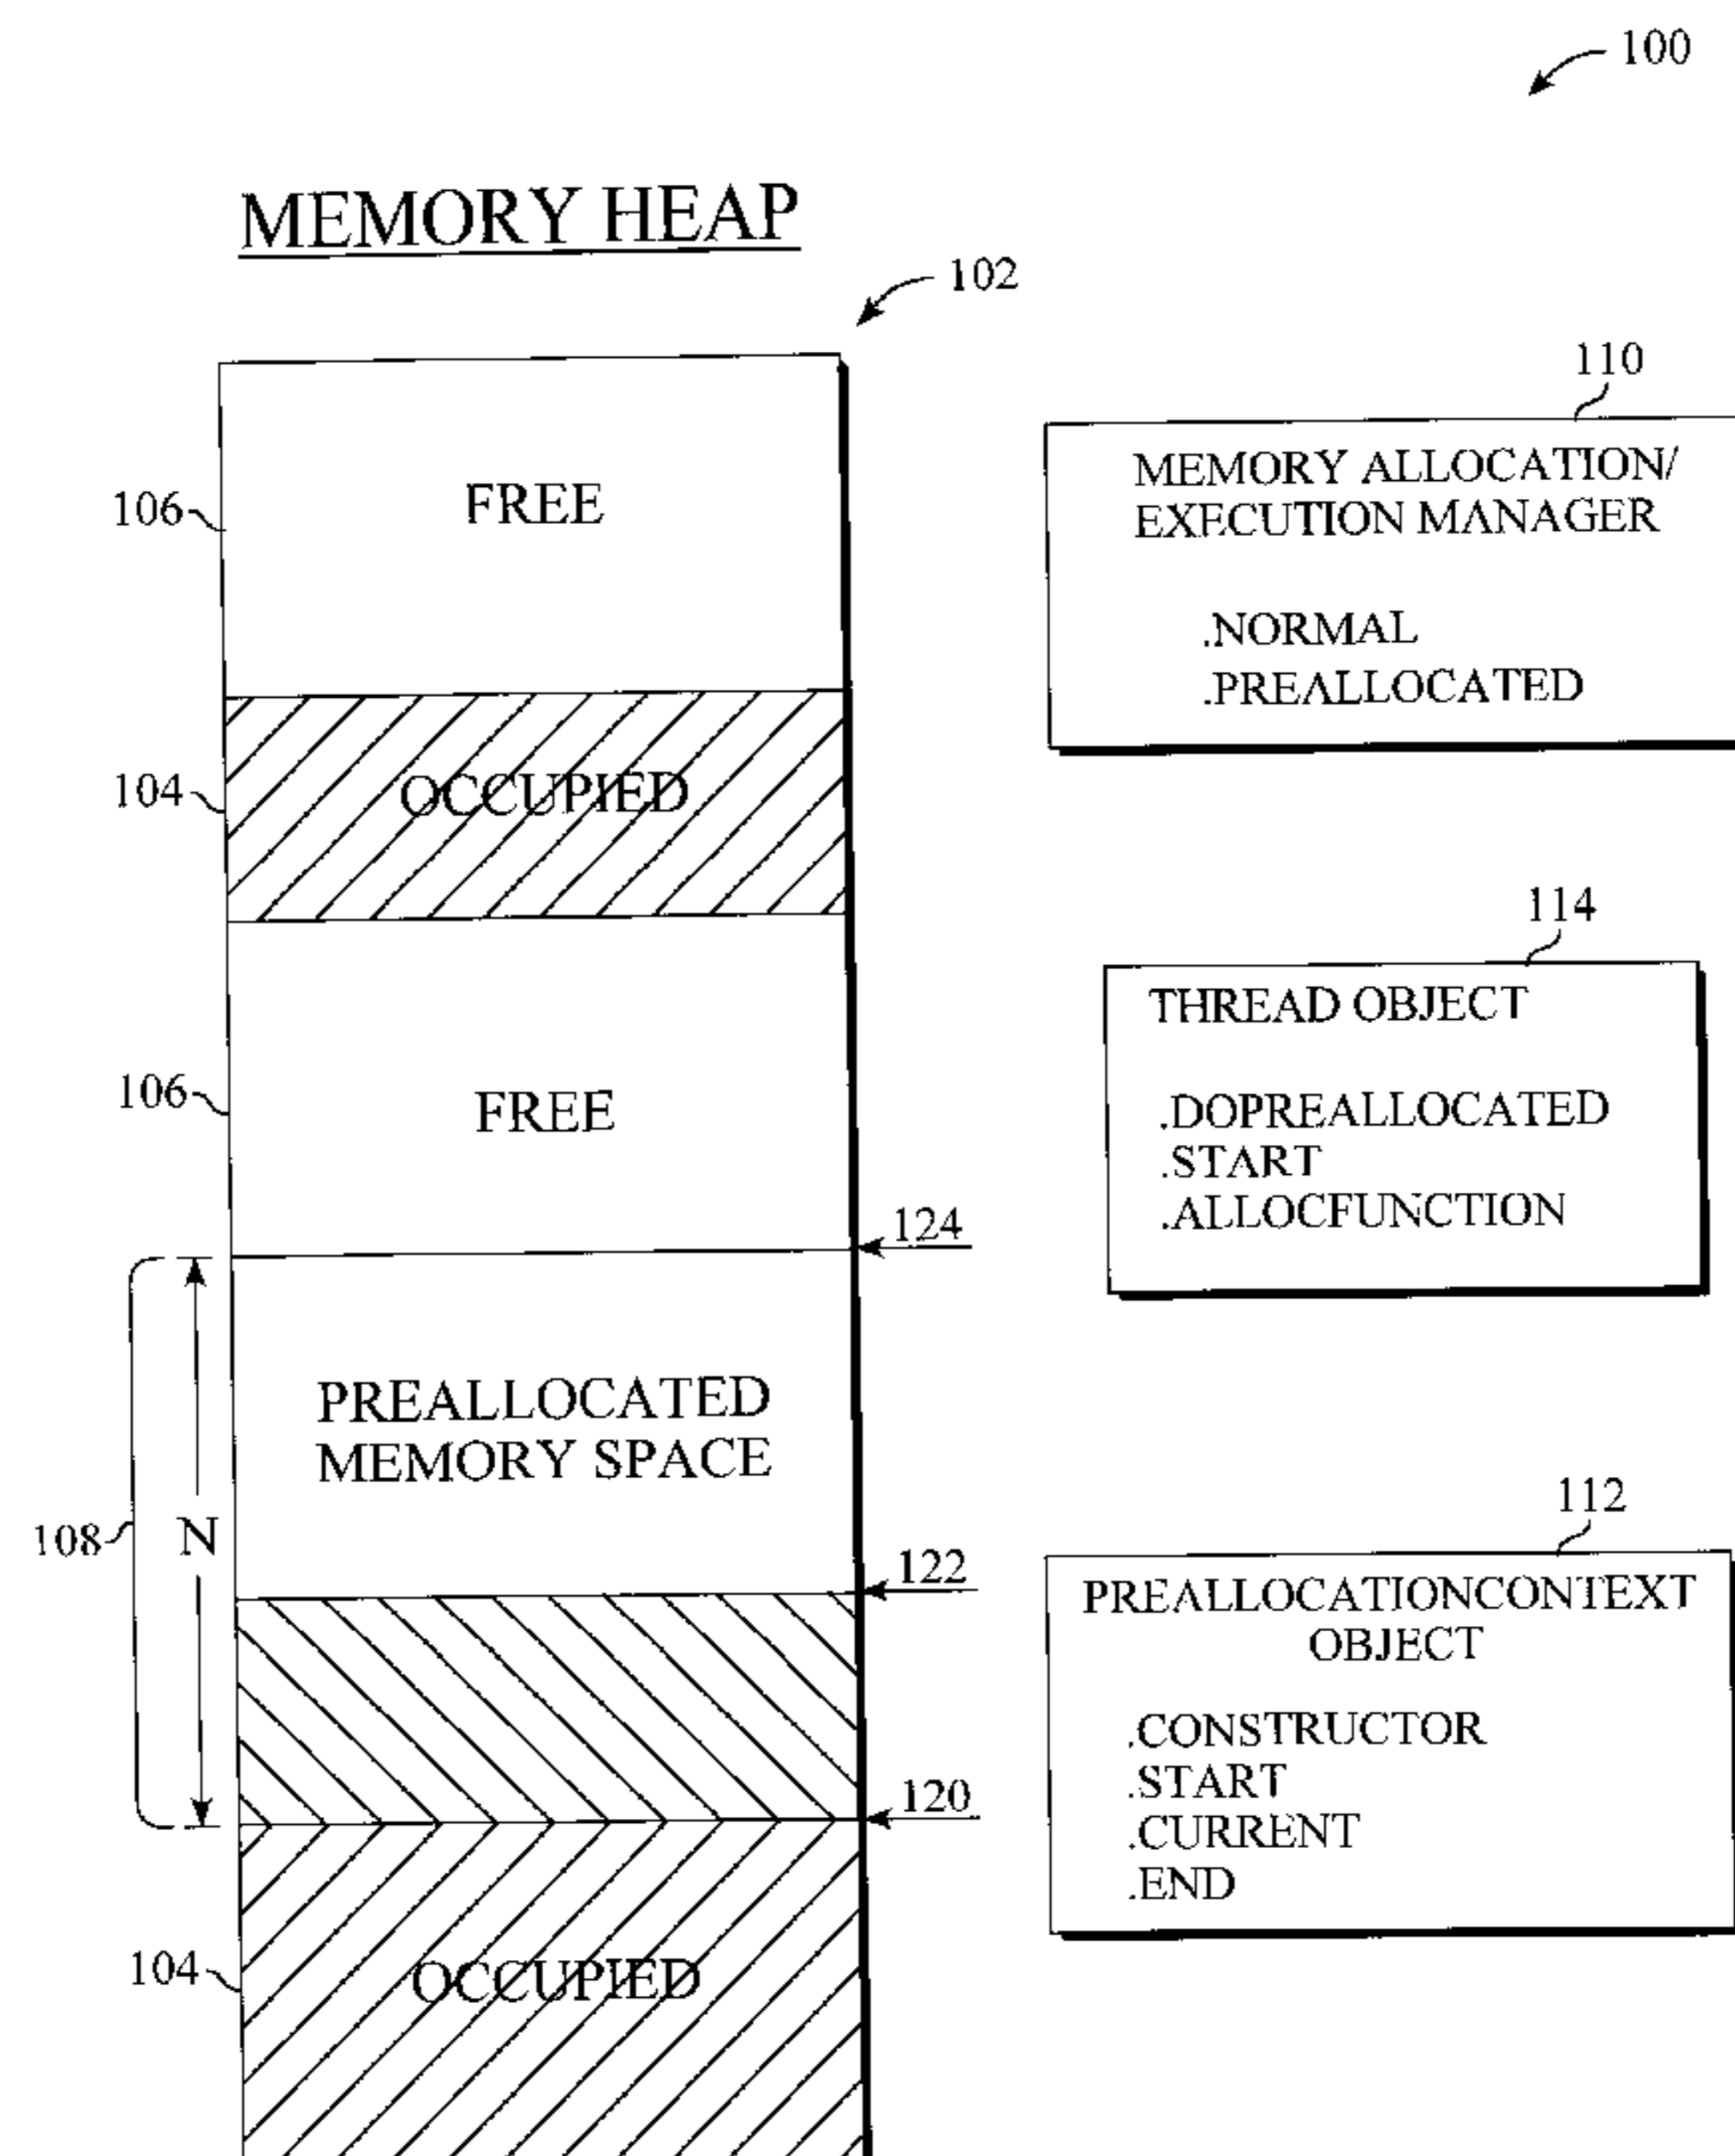 100
MEMORY HEAP
102
110
MEMORY ALLOCATION/
EXECUTION MANAGER
.NORMAL
.PREALLOCATED
106
FREE
104
OCCUPIED
114
THREAD OBJECT
.DOPREALLOCATED
.START
.ALLOCFUNCTION
106
FREE
124
PREALLOCATED
MEMORY SPACE
108
N
122
112
PREALLOCATIONCONTEXT
OBJECT
.CONSTRUCTOR
.START
.CURRENT
.END
120
104
OCCUPIED